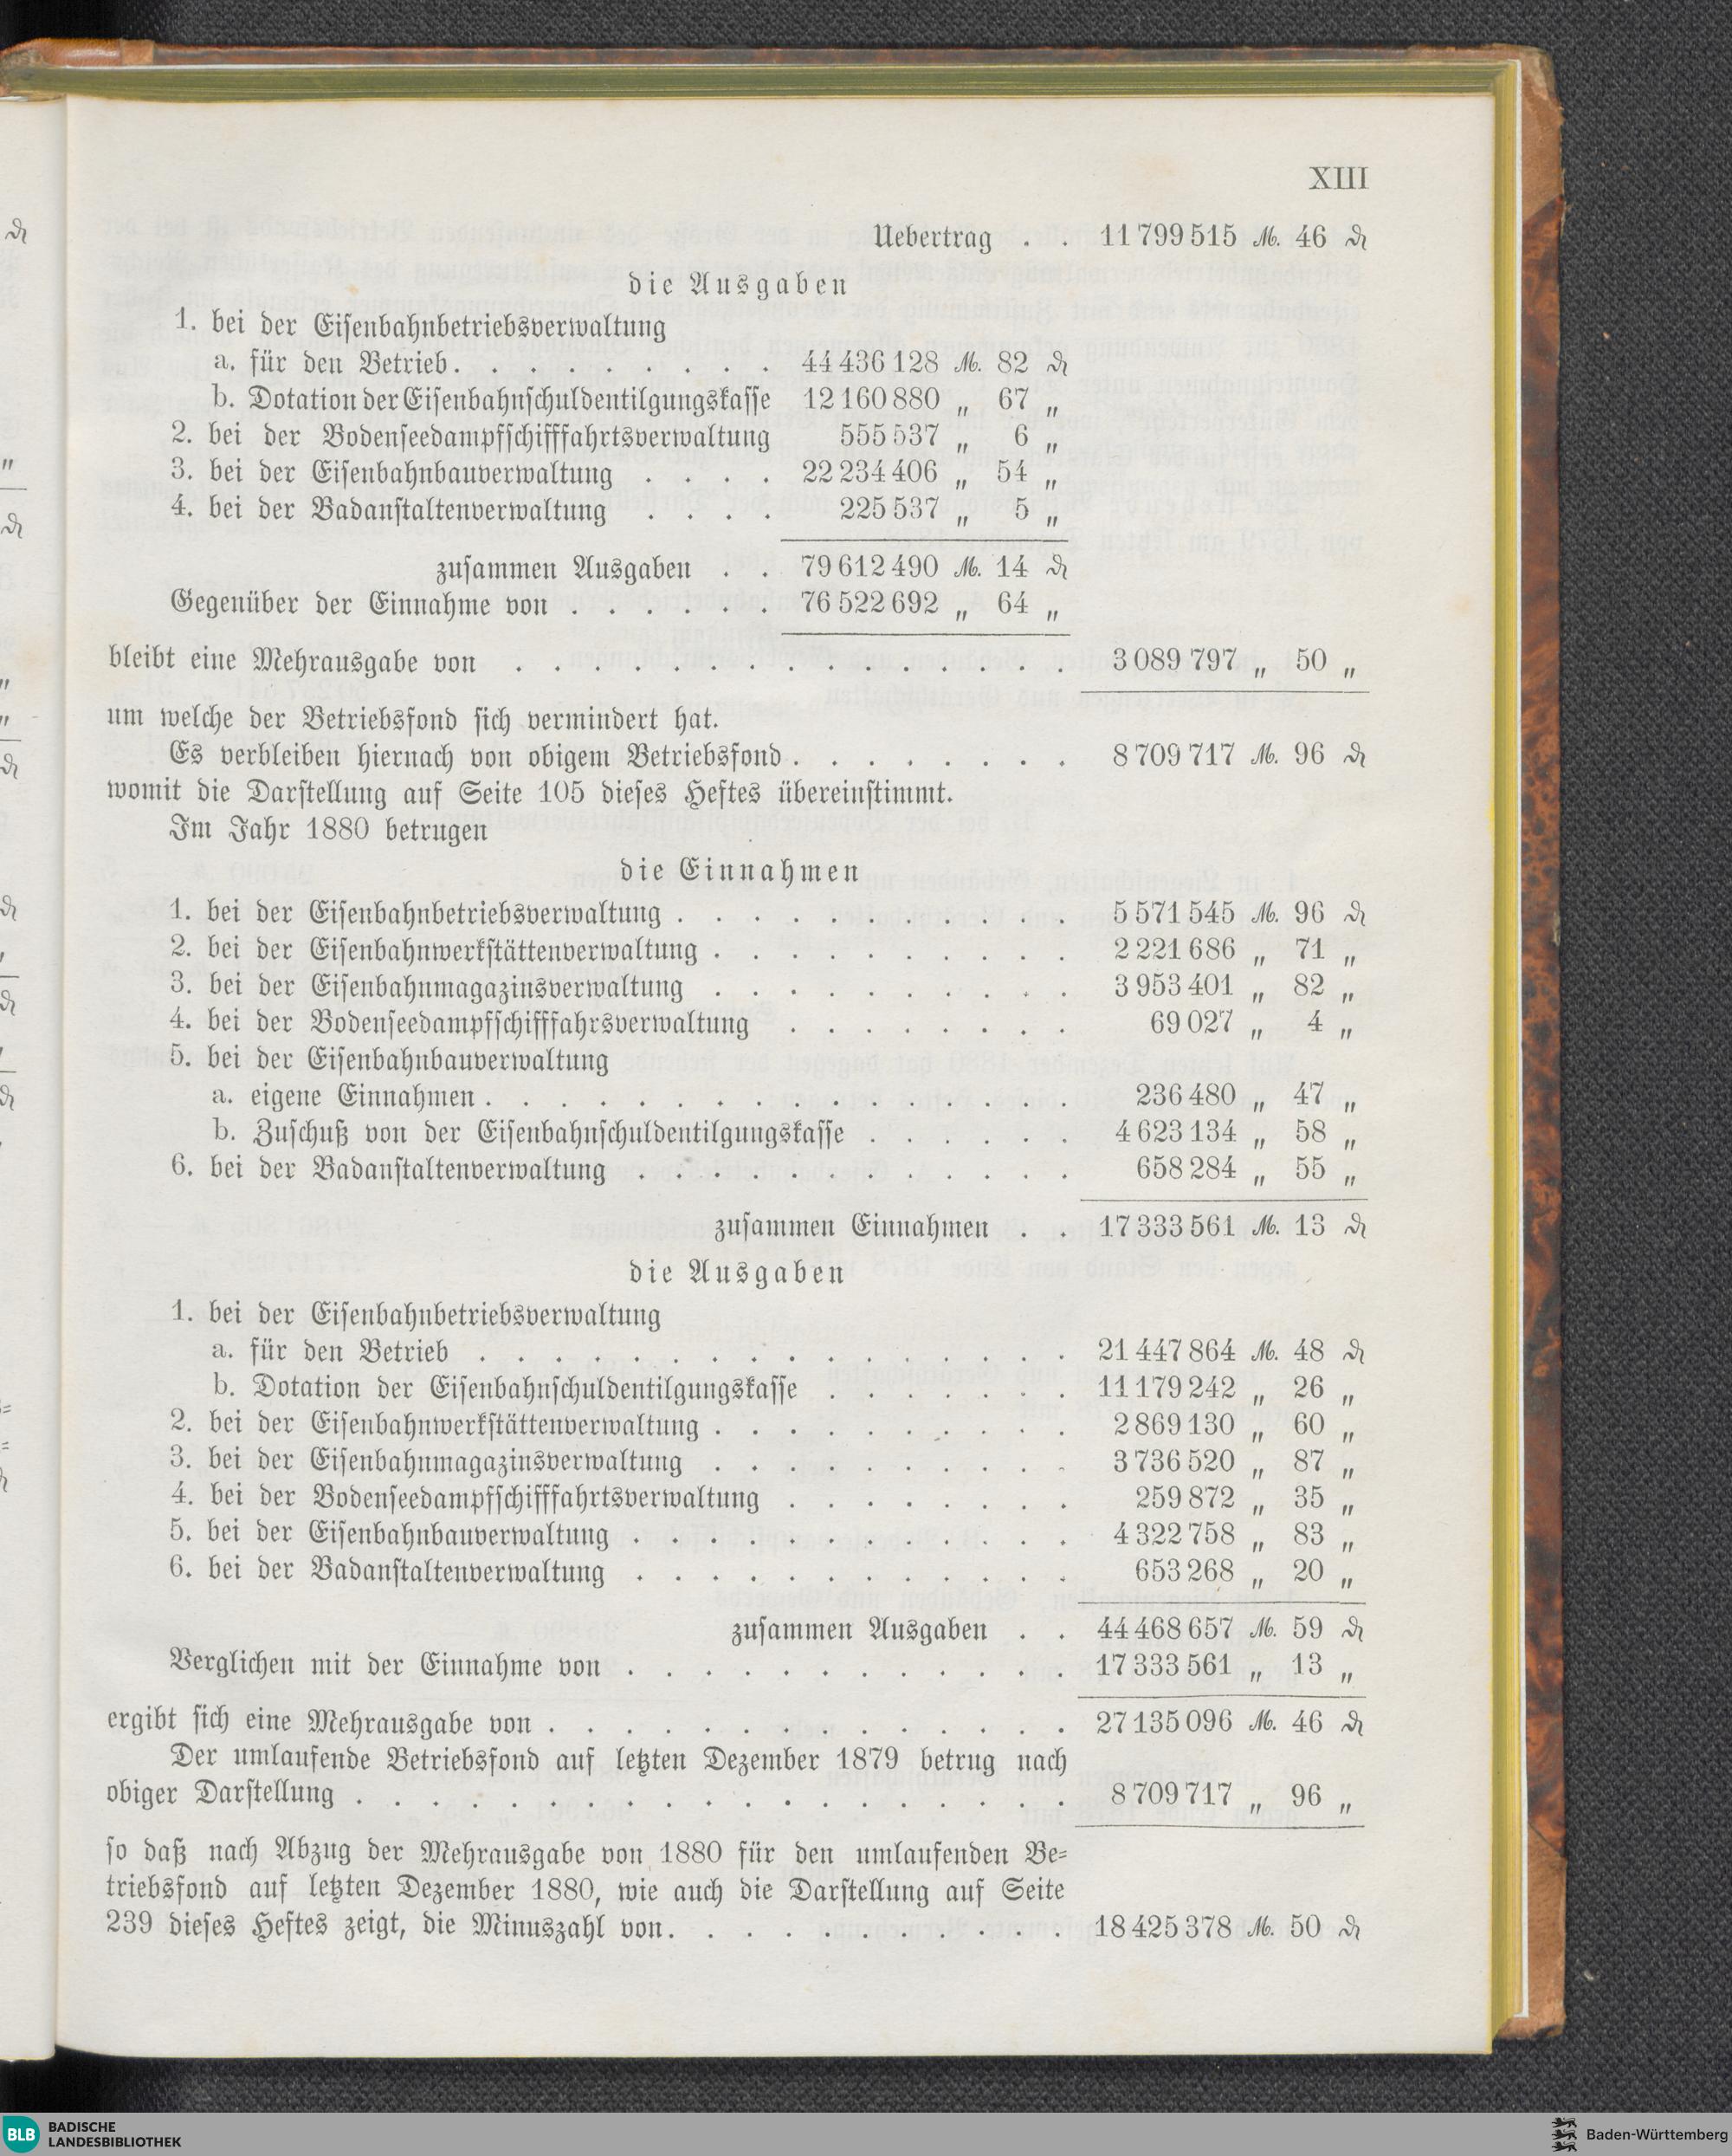 XIII
Uebertrag . . 11 799 515 ℳ. 46 ₰
die Ausgaben
1. bei der Eisenbahnbetriebsverwaltung
a. für den Betrieb . . . . . . . . . 44 436 128 ℳ. 82 ₰
b. Dotation der Eisenbahnschuldentilgungskasse 12 160 880 „ 67 „
2. bei der Bodenseedampfschifffahrtsverwaltung 555 537 „ 6 „
3. bei der Eisenbahnbauverwaltung . . . . 22 234 406 „ 54 „
4. bei der Badanstaltenverwaltung . . . . 225 537 „ 5 „
zusammen Ausgaben . . 79 612 490 ℳ. 14 ₰
Gegenüber der Einnahme von . . . . . . 76 522 692 „ 64 „
bleibt eine Mehrausgabe von . . . . . . . . . . . . . . . 3 089 797 „ 50 „
um welche der Betriebsfond sich vermindert hat.
Es verbleiben hiernach von obigem Betriebsfond . . . . . . . . 8 709 717 ℳ. 96 ₰
womit die Darstellung auf Seite 105 dieses Heftes übereinstimmt.
Im Jahr 1880 betrugen
die Einnahmen
1. bei der Eisenbahnbetriebsverwaltung . . . . . . . . . . . 5 571 545 ℳ. 96 ₰
2. bei der Eisenbahnwerkstättenverwaltung . . . . . . . . . . 2 221 686 „ 71 „
3. bei der Eisenbahnmagazinsverwaltung . . . . . . . . . . 3 953 401 „ 82 „
4. bei der Bodenseedampfschifffahrsverwaltung . . . . . . . . 69 027 „ 4 „
5. bei der Eisenbahnbauverwaltung
a. eigene Einnahmen . . . . . . . . . . . . . . . . 236 480 „ 47 „
b. Zuschuß von der Eisenbahnschuldentilgungskasse . . . . . . 4 623 134 „ 58 „
6. bei der Badanstaltenverwaltung . . . . . . . . . . . . 658 284 „ 55 „
zusammen Einnahmen . . 17 333 561 ℳ. 13 ₰
die Ausgaben
1. bei der Eisenbahnbetriebsverwaltung
a. für den Betrieb . . . . . . . . . . . . . . . . 21 447 864 ℳ. 48 ₰
b. Dotation der Eisenbahnschuldentilgungskasse . . . . . . . 11 179 242 „ 26 „
2. bei der Eisenbahnwerkstättenverwaltung . . . . . . . . . . 2 869 130 „ 60 „
3. bei der Eisenbahnmagazinsverwaltung . . . . . . . . . . 3 736 520 „ 87 „
4. bei der Bodenseedampfschifffahrtsverwaltung . . . . . . . . 259 872 „ 35 „
5. bei der Eisenbahnbauverwaltung . . . . . . . . . . . . 4 322 758 „ 83 „
6. bei der Badanstaltenverwaltung . . . . . . . . . . . . 653 268 „ 20 „
zusammen Ausgaben . . 44 468 657 ℳ. 59 ₰
Verglichen mit der Einnahme von . . . . . . . . . . . . 17 333 561 „ 13 „
ergibt sich eine Mehrausgabe von . . . . . . . . . . . . . . 27 135 096 ℳ. 46 ₰
Der umlaufende Betriebsfond auf letzten Dezember 1879 betrug nach
obiger Darstellung . . . . . . . . . . . . . . . . . . . 8 709 717 „ 96 „
so daß nach Abzug der Mehrausgabe von 1880 für den umlaufenden Be-
triebsfond auf letzten Dezember 1880, wie auch die Darstellung auf Seite
239 dieses Heftes zeigt, die Minuszahl von . . . . . . . . . . . 18 425 378 ℳ. 50 ₰
BLB BADISCHE
LANDESBIBLIOTHEK
Baden-Württemberg